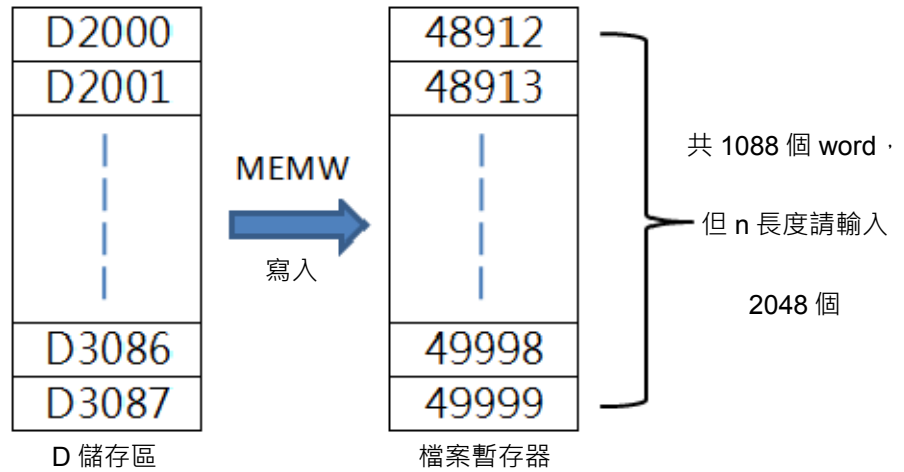 D2000
D2001
D3086
D3087
D 儲存區
MEMW
寫入
48912
48913
49998
49999
檔案暫存器
共 1088 個 word，
但 n 長度請輸入
2048 個